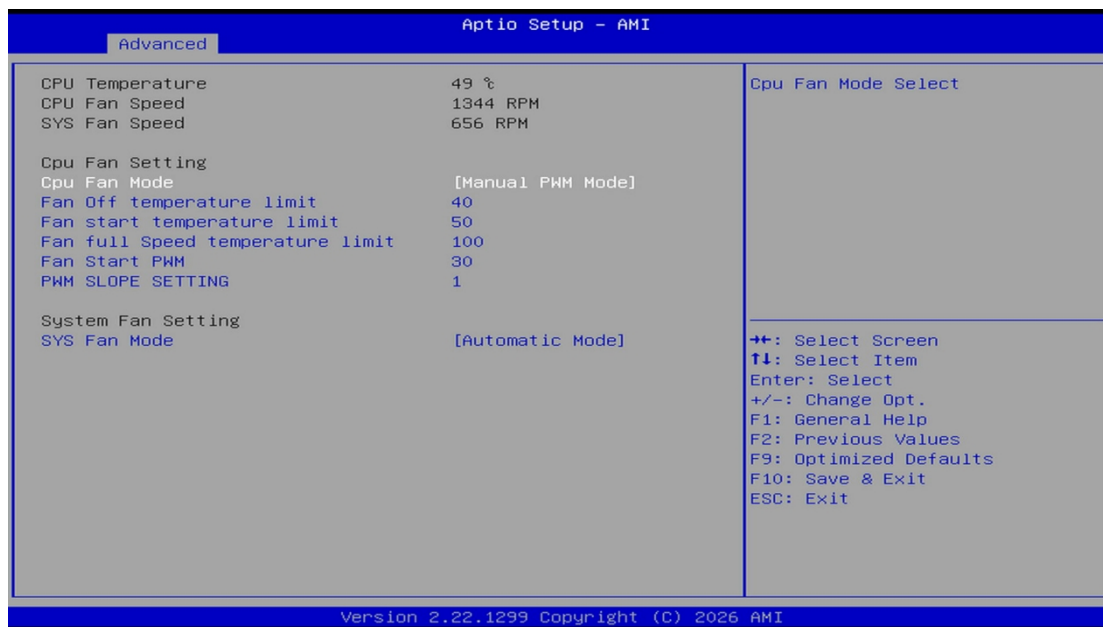 Aptio Setup – AMI
Advanced
CPU Temperature 49 ℃
CPU Fan Speed 1344 RPM
SYS Fan Speed 656 RPM
Cpu Fan Setting
Cpu Fan Mode [Manual PWM Mode]
Fan Off temperature limit 40
Fan start temperature limit 50
Fan full Speed temperature limit 100
Fan Start PWM 30
PWM SLOPE SETTING 1
System Fan Setting
SYS Fan Mode [Automatic Mode]
Cpu Fan Mode Select
→←: Select Screen
↑↓: Select Item
Enter: Select
+/-: Change Opt.
F1: General Help
F2: Previous Values
F9: Optimized Defaults
F10: Save & Exit
ESC: Exit
Version 2.22.1299 Copyright (C) 2026 AMI